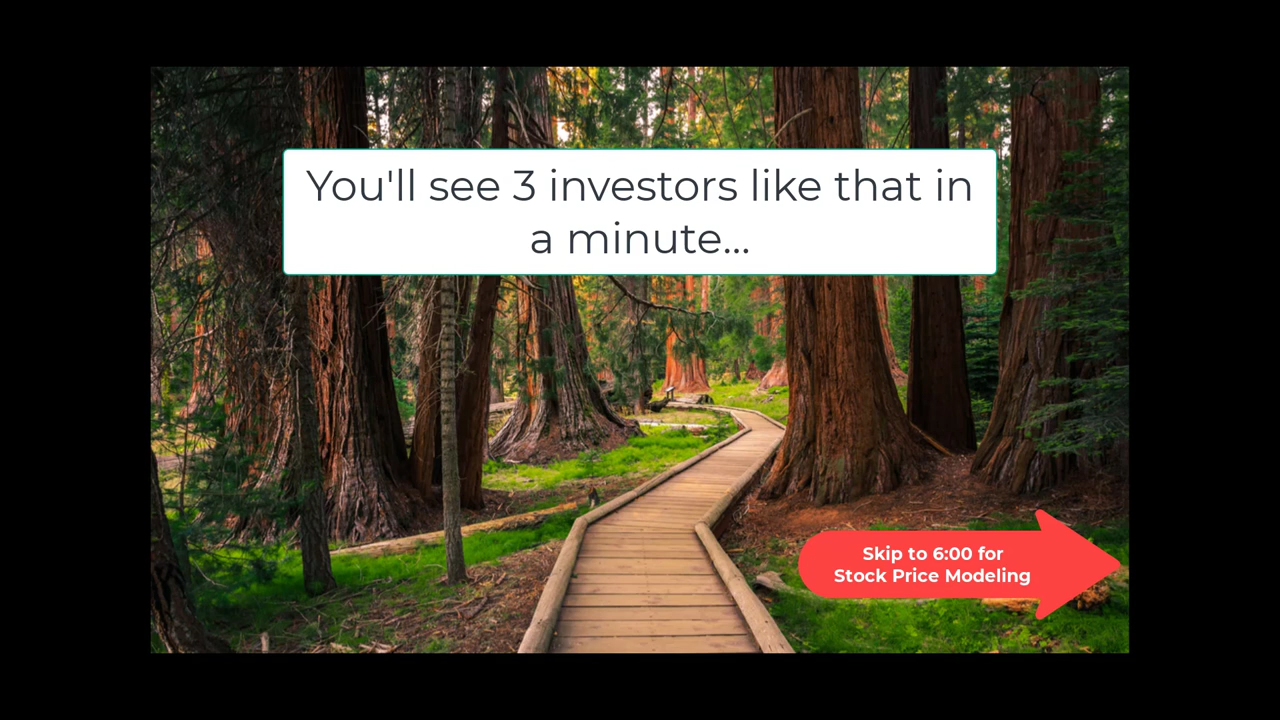 You'll see 3 investors like that in
a minute...
Skip to 6:00 for
Stock Price Modeling